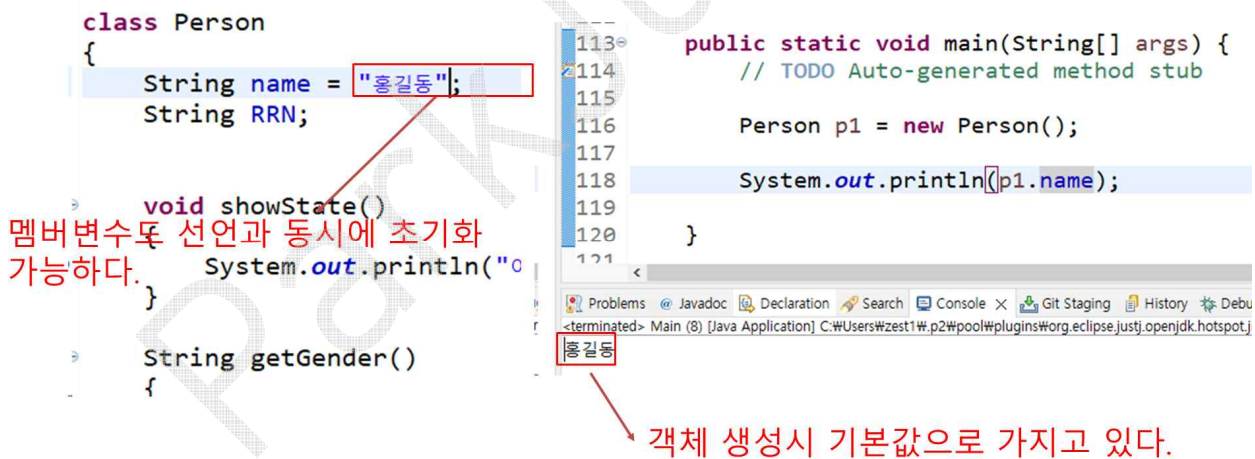 class Person
{
String name = "홍길동";
String RRN;
void showState()
{
System.out.println("
}
String getGender()
{
멤버변수도 선언과 동시에 초기화
가능하다.
113
public static void main(String[] args) {
114
// TODO Auto-generated method stub
115
116
Person p1 = new Person();
117
118
System.out.println(p1.name);
119
120
}
121
Problems @ Javadoc Declaration Search Console Git Staging History Debu
<terminated> Main (8) [Java Application] C:₩Users₩zest1₩.p2₩pool₩plugins₩org.eclipse.justj.openjdk.hotspot.j
홍길동
객체 생성시 기본값으로 가지고 있다.